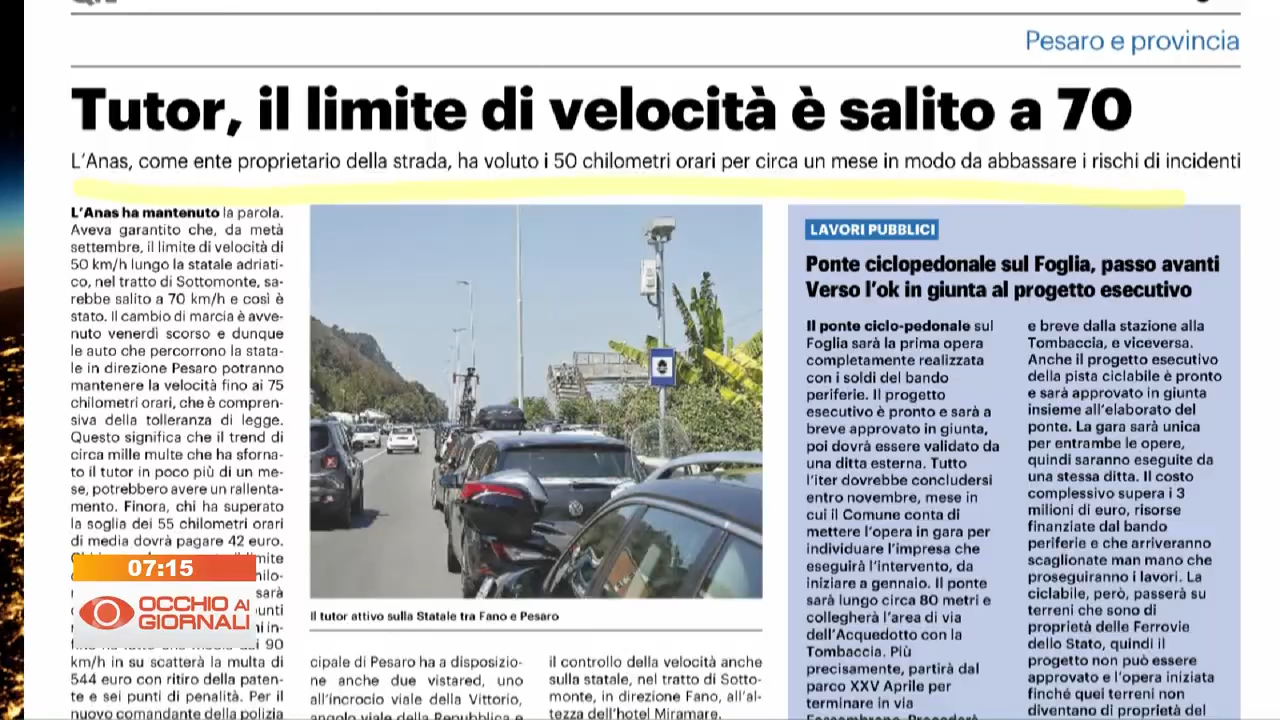 Pesaro e provincia
Tutor, il limite di velocità è salito a 70
L'Anas, come ente proprietario della strada, ha voluto i 50 chilometri orari per circa un mese in modo da abbassare i rischi di incidenti
L'Anas ha mantenuto la parola.
Aveva garantito che, da metà
settembre, il limite di velocità di
50 km/h lungo la statale adriati-
co, nel tratto di Sottomonte, sa-
rebbe salito a 70 km/h e così è
stato. Il cambio di marcia è avve-
nuto venerdì scorso e dunque
le auto che percorrono la stata-
le in direzione Pesaro potranno
mantenere la velocità fino ai 75
chilometri orari, che è compren-
siva della tolleranza di legge.
Questo significa che il trend di
circa mille multe che ha sforna-
to il tutor in poco più di un me-
se, potrebbero avere un rallenta-
mento. Finora, chi ha superato
la soglia dei 55 chilometri orari
di media dovrà pagare 42 euro.
07:15
OCCHIO AI
GIORNALI
90
km/h in su scatterà la multa di
544 euro con ritiro della paten-
te e sei punti di penalità. Per il
nuovo comandante della polizia
Il tutor attivo sulla Statale tra Fano e Pesaro
cipale di Pesaro ha a disposizio-
ne anche due vistared, uno
all'incrocio viale della Vittorio,
angolo viale della Repubblica e
il controllo della velocità anche
sulla statale, nel tratto di Sotto-
monte, in direzione Fano, all'al-
tezza dell'hotel Miramare.
LAVORI PUBBLICI
Ponte ciclopedonale sul Foglia, passo avanti
Verso l'ok in giunta al progetto esecutivo
Il ponte ciclo-pedonale sul
Foglia sarà la prima opera
completamente realizzata
con i soldi del bando
periferie. Il progetto
esecutivo è pronto e sarà a
breve approvato in giunta,
poi dovrà essere validato da
una ditta esterna. Tutto
l'iter dovrebbe concludersi
entro novembre, mese in
cui il Comune conta di
mettere l'opera in gara per
individuare l'impresa che
eseguirà l'intervento, da
iniziare a gennaio. Il ponte
sarà lungo circa 80 metri e
collegherà l'area di via
dell'Acquedotto con la
Tombaccia. Più
precisamente, partirà dal
parco XXV Aprile per
terminare in via
e breve dalla stazione alla
Tombaccia, e viceversa.
Anche il progetto esecutivo
della pista ciclabile è pronto
e sarà approvato in giunta
insieme all'elaborato del
ponte. La gara sarà unica
per entrambe le opere,
quindi saranno eseguite da
una stessa ditta. Il costo
complessivo supera i 3
milioni di euro, risorse
finanziate dal bando
periferie e che arriveranno
scaglionate man mano che
proseguiranno i lavori. La
ciclabile, però, passerà su
terreni che sono di
proprietà delle Ferrovie
dello Stato, quindi il
progetto non può essere
approvato e l'opera iniziata
finché quei terreni non
diventano di proprietà del